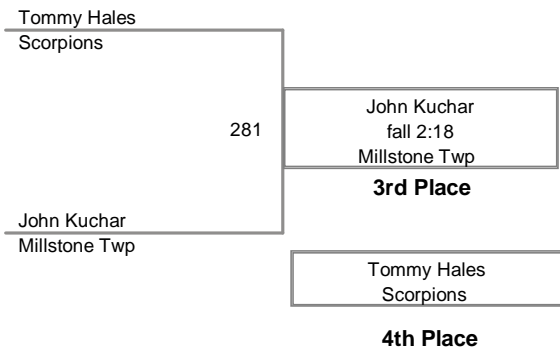 Tommy Hales
Scorpions
281
John Kuchar
fall 2:18
Millstone Twp
3rd Place
John Kuchar
Millstone Twp
Tommy Hales
Scorpions
4th Place